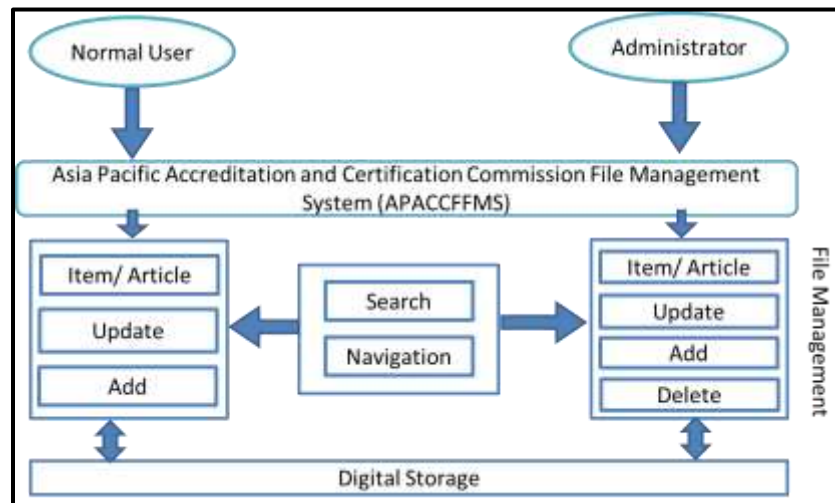 Normal User
Administrator
Asia Pacific Accreditation and Certification Commission File Management
System (APACCFFMS)
Item/ Article
Update
Add
Search
Navigation
Item/ Article
Update
Add
Delete
File Management
Digital Storage